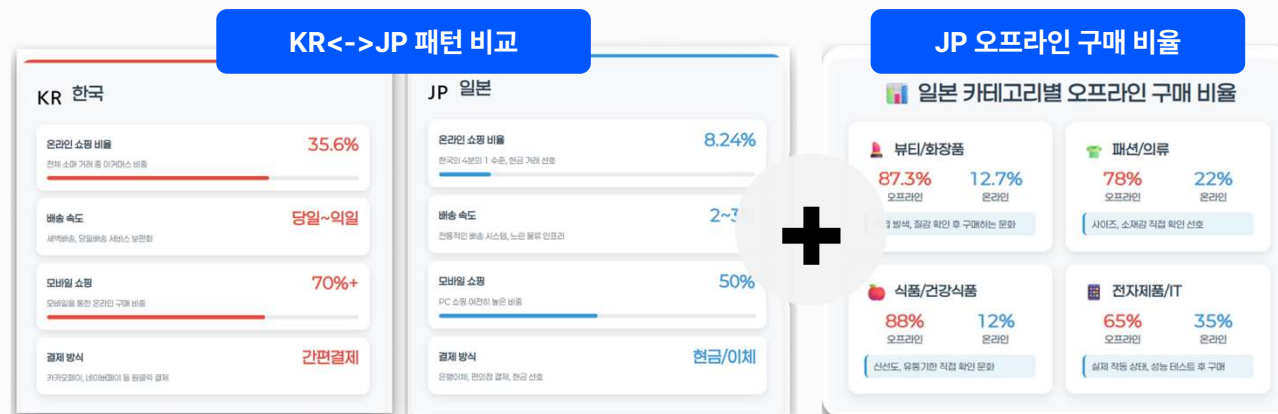 KR<->JP 패턴 비교
KR 한국
온라인 쇼핑 비율
35.6%
전체 소매 거래 중 이커머스 비중
배송 속도
당일~익일
새벽배송, 당일배송 서비스 보편화
모바일 쇼핑
70%+
모바일을 통한 온라인 구매 비중
결제 방식
간편결제
카카오페이, 네이버페이 등 원클릭 결제
JP 일본
온라인 쇼핑 비율
8.24%
한국의 4분의 1 수준, 현금 거래 선호
배송 속도
2~
전통적인 배송 시스템, 느린 물류 인프라
모바일 쇼핑
50%
PC 쇼핑 여전히 높은 비중
결제 방식
현금/이체
은행이체, 편의점 결제, 현금 선호
+
JP 오프라인 구매 비율
일본 카테고리별 오프라인 구매 비율
뷰티/화장품
87.3% 12.7%
오프라인 온라인
발색, 질감 확인 후 구매하는 문화
패션/의류
78% 22%
오프라인 온라인
사이즈, 소재감 직접 확인 선호
식품/건강식품
88% 12%
오프라인 온라인
신선도, 유통기한 직접 확인 문화
전자제품/IT
65% 35%
오프라인 온라인
실제 작동 상태, 성능 테스트 후 구매